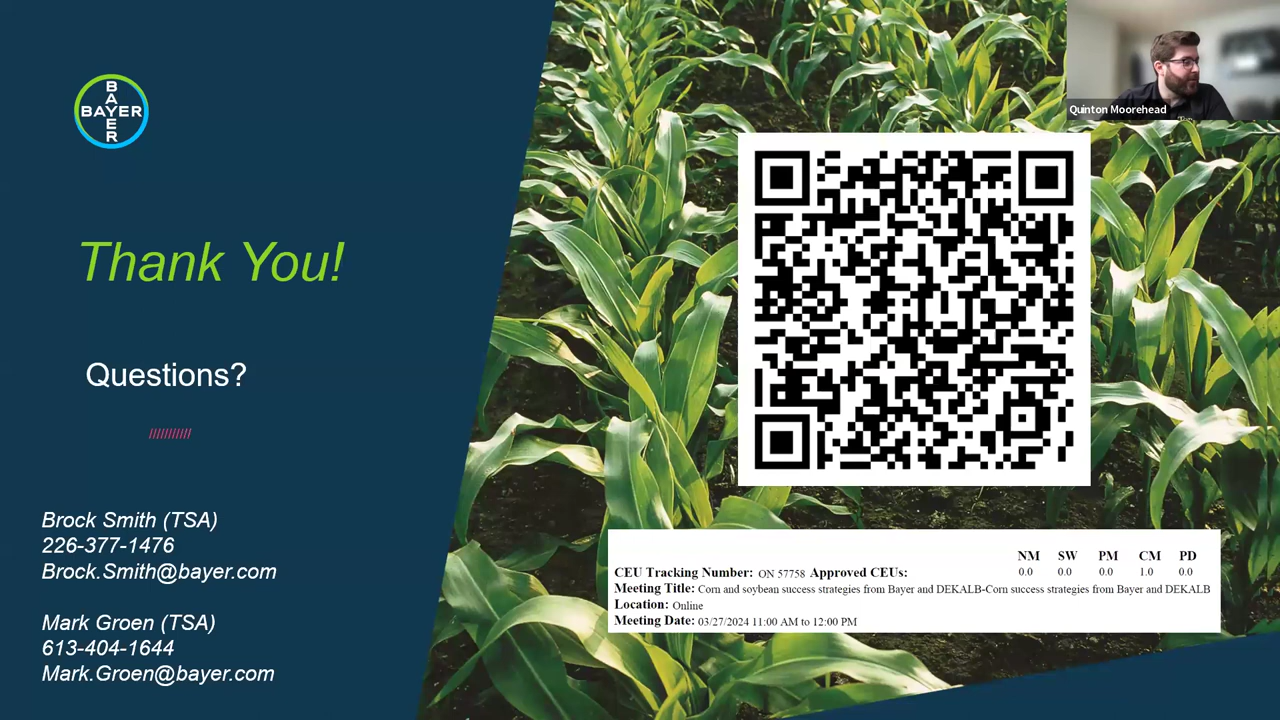 BAYER
BAYER
Quinton Moorehead
Thank You!
Questions?
Brock Smith (TSA)
226-377-1476
Brock.Smith@bayer.com
Mark Groen (TSA)
613-404-1644
Mark.Groen@bayer.com
NM SW PM CM PD
CEU Tracking Number: ON 57758 Approved CEUs: 0.0 0.0 0.0 1.0 0.0
Meeting Title: Corn and soybean success strategies from Bayer and DEKALB-Corn success strategies from Bayer and DEKALB
Location: Online
Meeting Date: 03/27/2024 11:00 AM to 12:00 PM